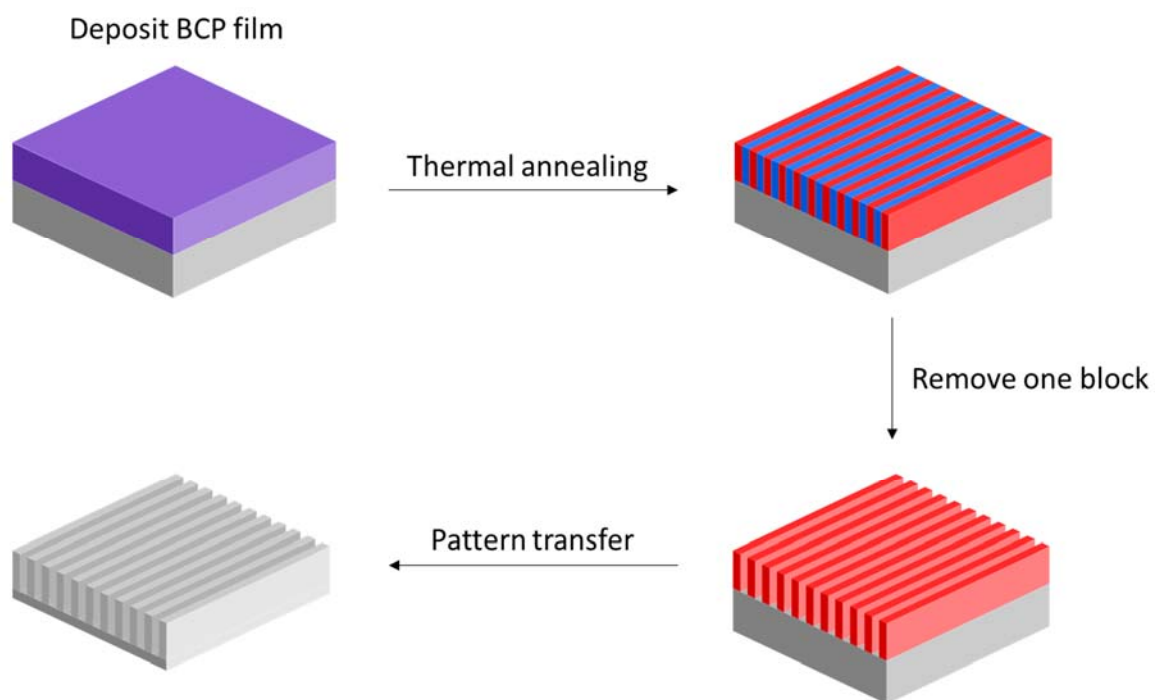 Deposit BCP film
Thermal annealing
Remove one block
Pattern transfer